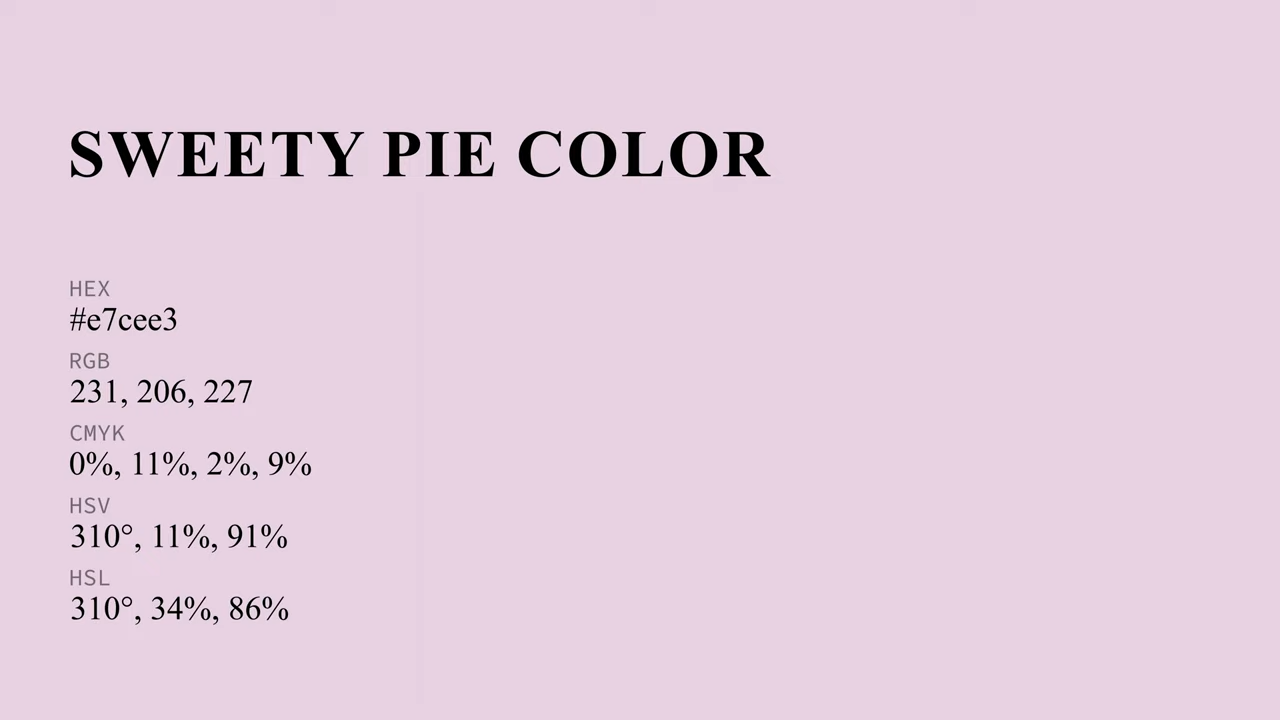 SWEETY PIE COLOR
HEX
#e7cee3
RGB
231, 206, 227
CMYK
0%, 11%, 2%, 9%
HSV
310°, 11%, 91%
HSL
310°, 34%, 86%